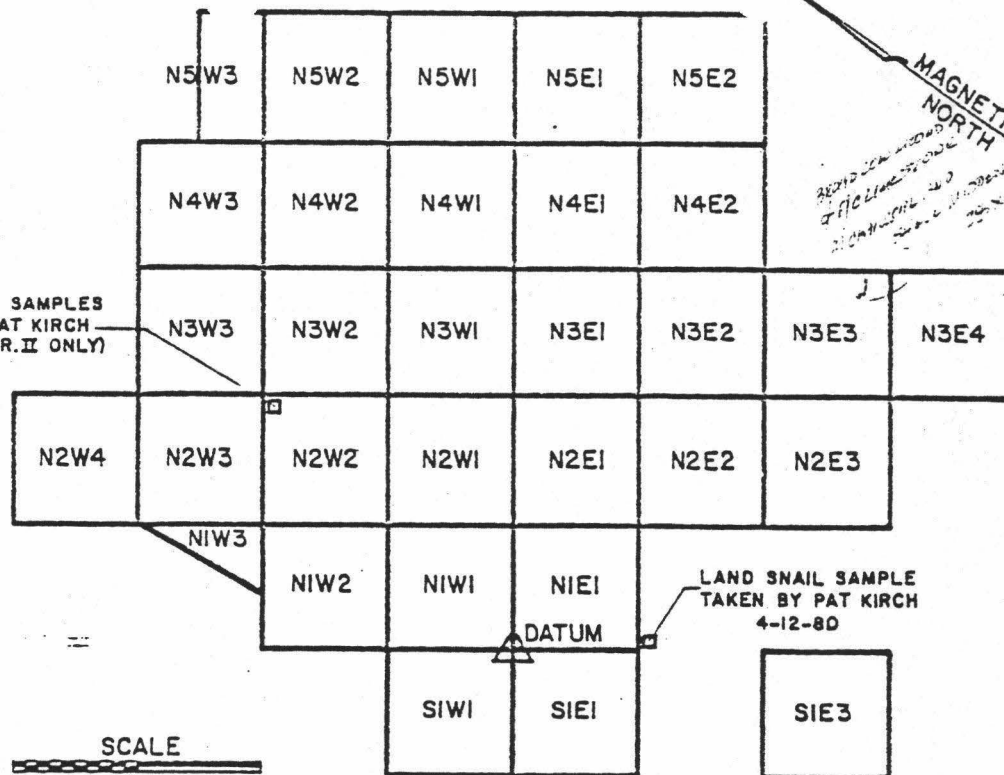 N5W3 N5W2 N5W1 N5E1 N5E2
MAGNETI
NORTH
N4W3 N4W2 N4W1 N4E1 N4E2
SAMPLES
AT KIRCH
R.II ONLY)
N3W3 N3W2 N3W1 N3E1 N3E2 N3E3 N3E4
N2W4 N2W3 N2W2 N2W1 N2E1 N2E2 N2E3
N1W3
N1W2 N1W1 N1E1
LAND SNAIL SAMPLE
TAKEN BY PAT KIRCH
4-12-80
DATUM
S1W1 S1E1 S1E3
SCALE